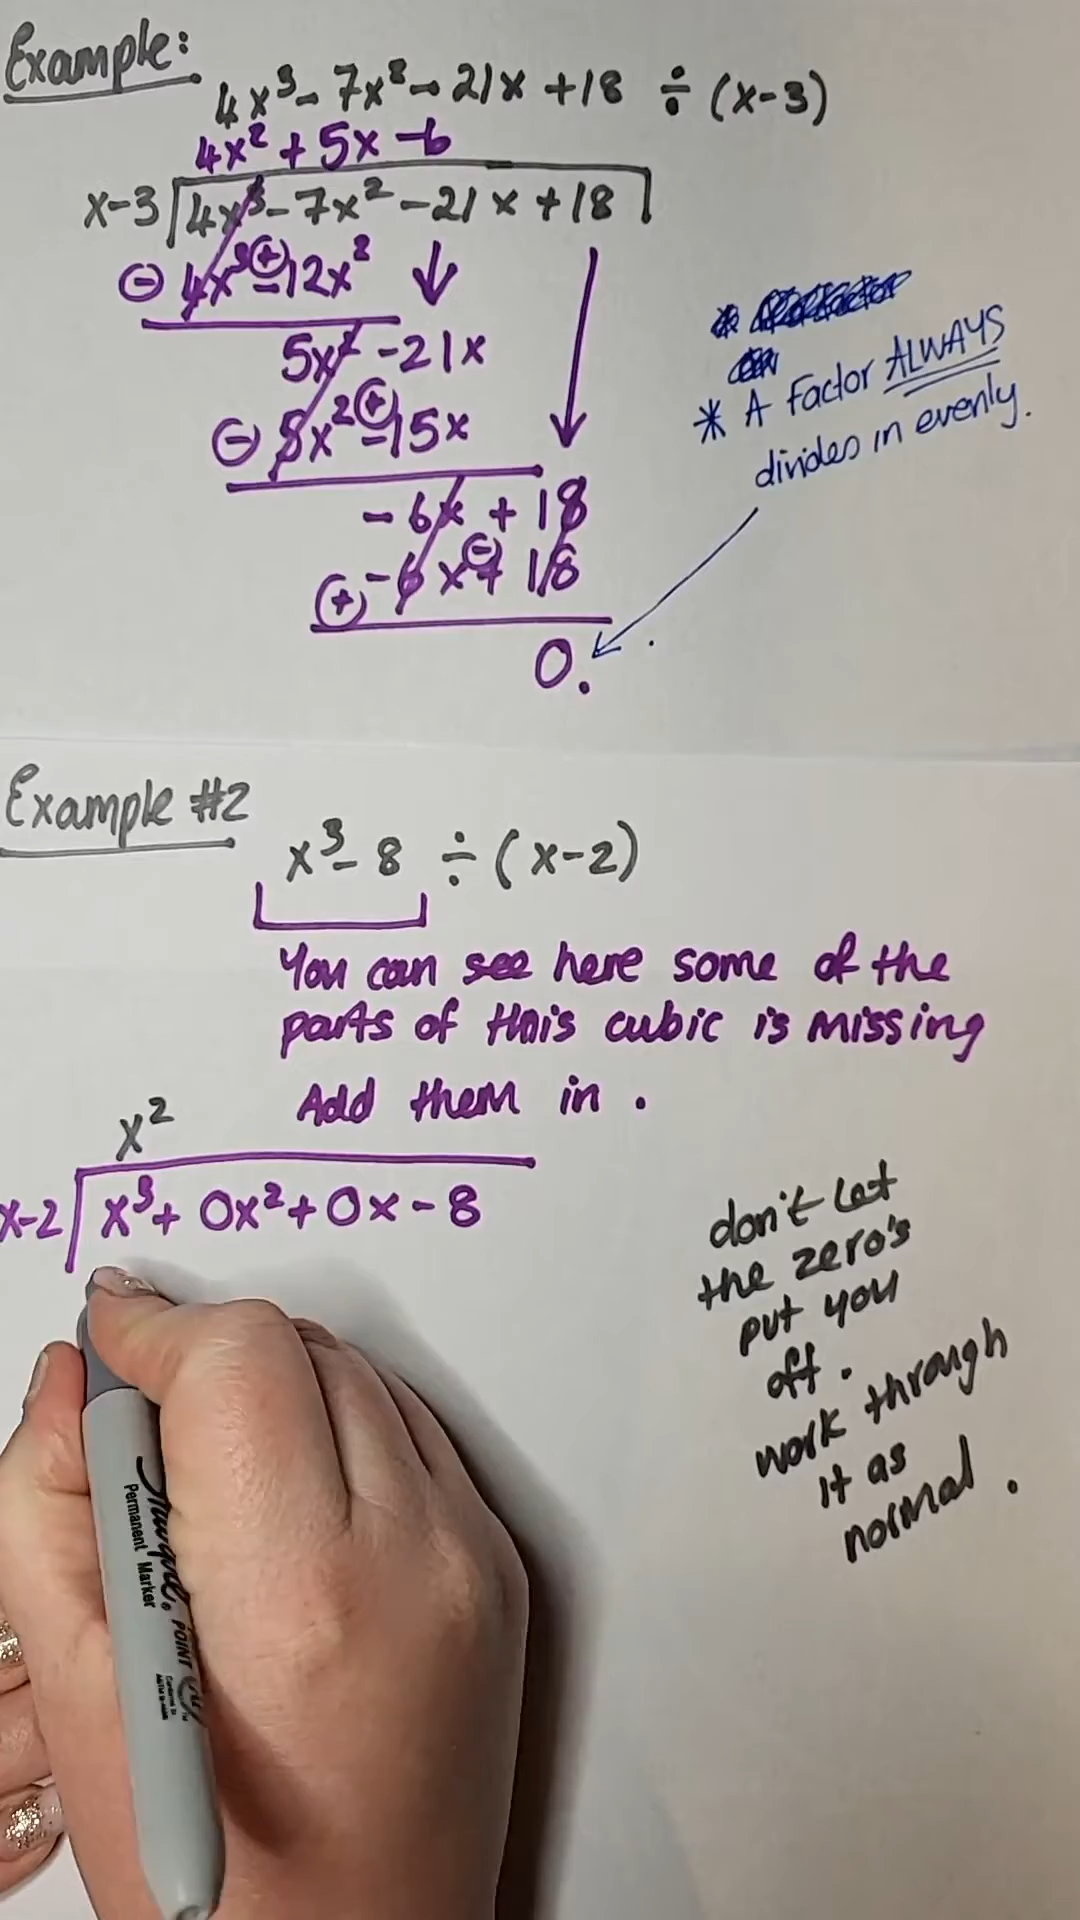 Example:
4x³ - 7x² - 21x + 18 ÷ (x-3)
4x² + 5x - 6
x-3 4x³ - 7x² - 21x + 18
⊖ 4x³ ⊕ -12x²
5x² - 21x
⊖ 5x² ⊕ -15x
- 6x + 18
⊕ -6x ⊖ + 18
0.
* A factor ALWAYS
divides in evenly.
Example #2
x³ - 8 ÷ (x-2)
You can see here some of the
parts of this cubic is missing
Add them in.
x²
x-2 x³ + 0x² + 0x - 8
don't let
the zero's
put you
off.
work through
it as
normal.
Sharpie.
Permanent Marker